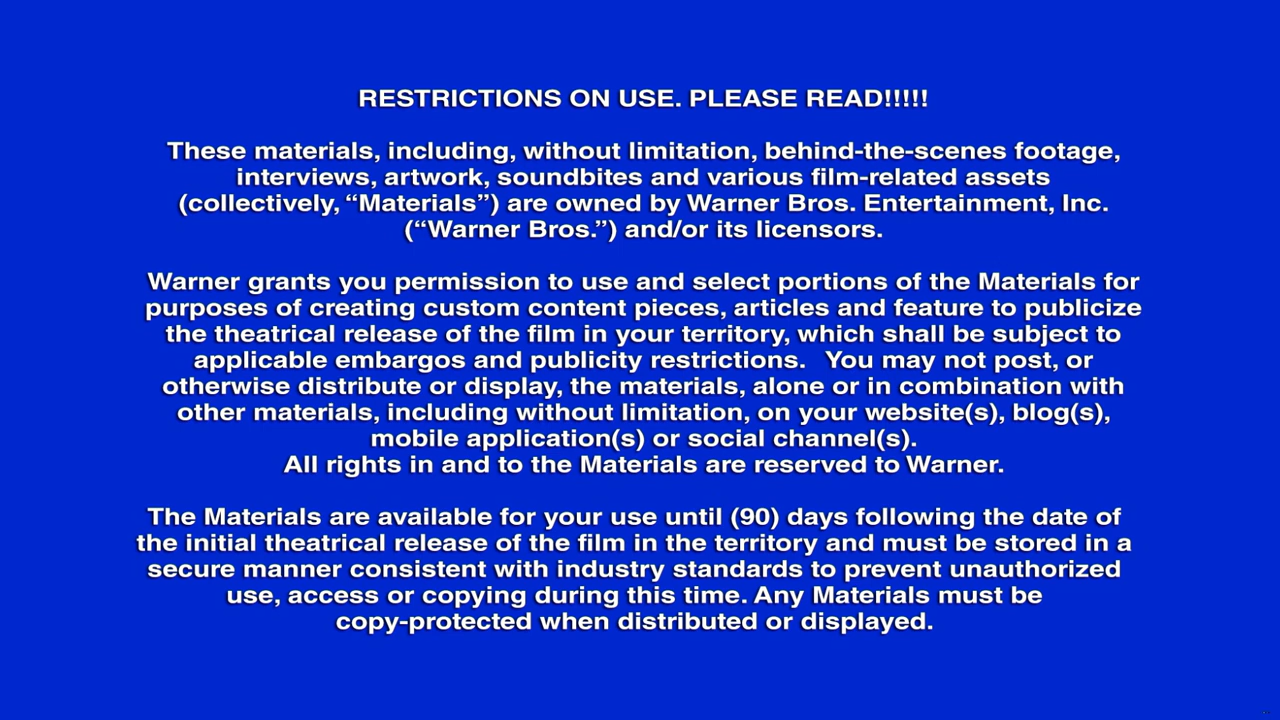 RESTRICTIONS ON USE. PLEASE READ!!!!!
These materials, including, without limitation, behind-the-scenes footage,
interviews, artwork, soundbites and various film-related assets
(collectively, “Materials”) are owned by Warner Bros. Entertainment, Inc.
(“Warner Bros.”) and/or its licensors.
Warner grants you permission to use and select portions of the Materials for
purposes of creating custom content pieces, articles and feature to publicize
the theatrical release of the film in your territory, which shall be subject to
applicable embargos and publicity restrictions.   You may not post, or
otherwise distribute or display, the materials, alone or in combination with
other materials, including without limitation, on your website(s), blog(s),
mobile application(s) or social channel(s).
All rights in and to the Materials are reserved to Warner.
The Materials are available for your use until (90) days following the date of
the initial theatrical release of the film in the territory and must be stored in a
secure manner consistent with industry standards to prevent unauthorized
use, access or copying during this time. Any Materials must be
copy-protected when distributed or displayed.